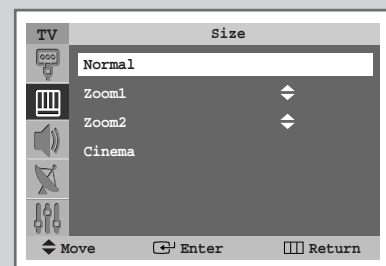 TV Size
Normal
Zoom1
Zoom2
Cinema
Move Enter Return